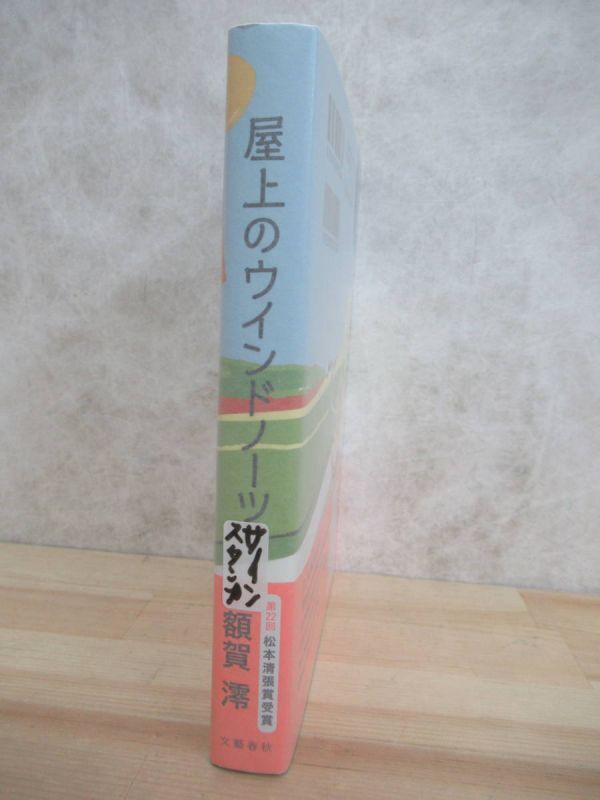 屋上のウインドノーツ
サイン
スタンプ
第22回 松本清張賞受賞
額賀 澪
文藝春秋